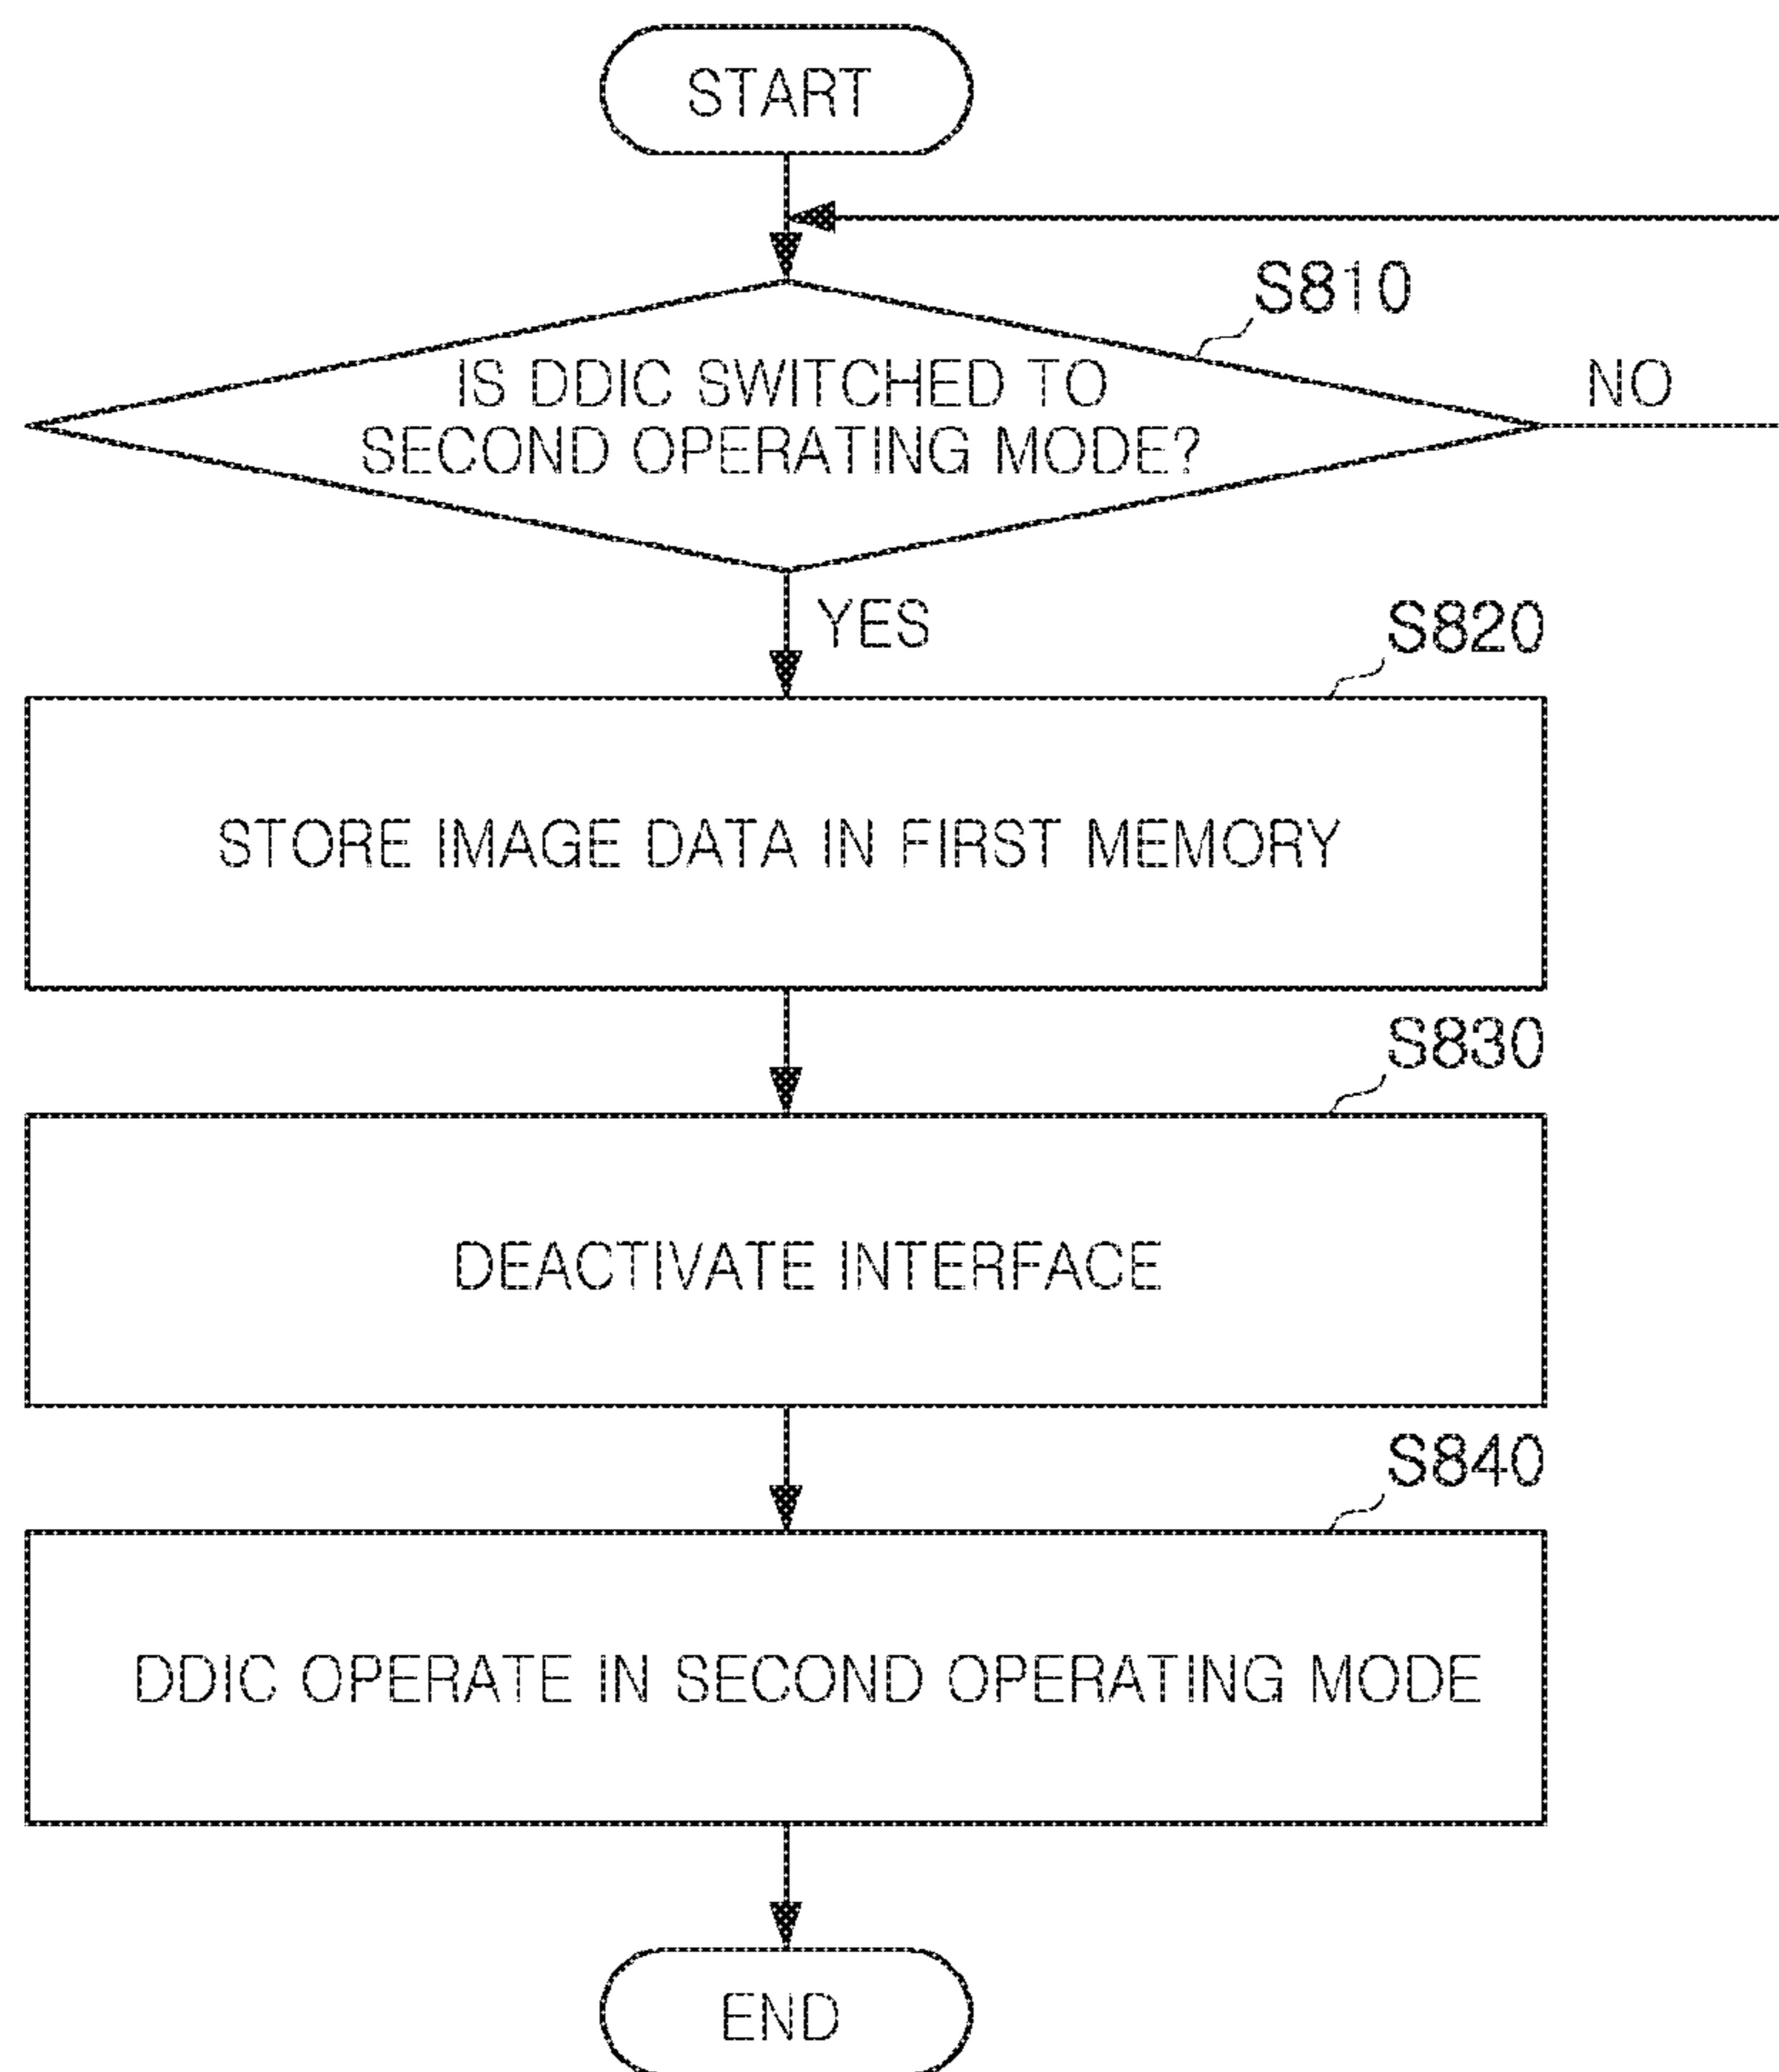 START
S810
IS DDIC SWITCHED TO
SECOND OPERATING MODE?
NO
YES
S820
STORE IMAGE DATA IN FIRST MEMORY
S830
DEACTIVATE INTERFACE
S840
DDIC OPERATE IN SECOND OPERATING MODE
END